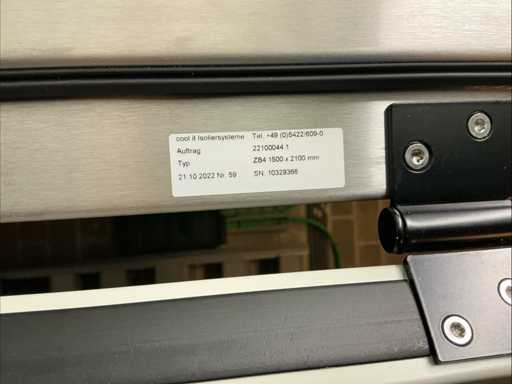 cool it Isoliersysteme Tel. +49 (0)5422/609-0
Auftrag 22100044.1
Typ ZB4 1500 x 2100 mm
21.10.2022 Nr. 59 SN: 10329366